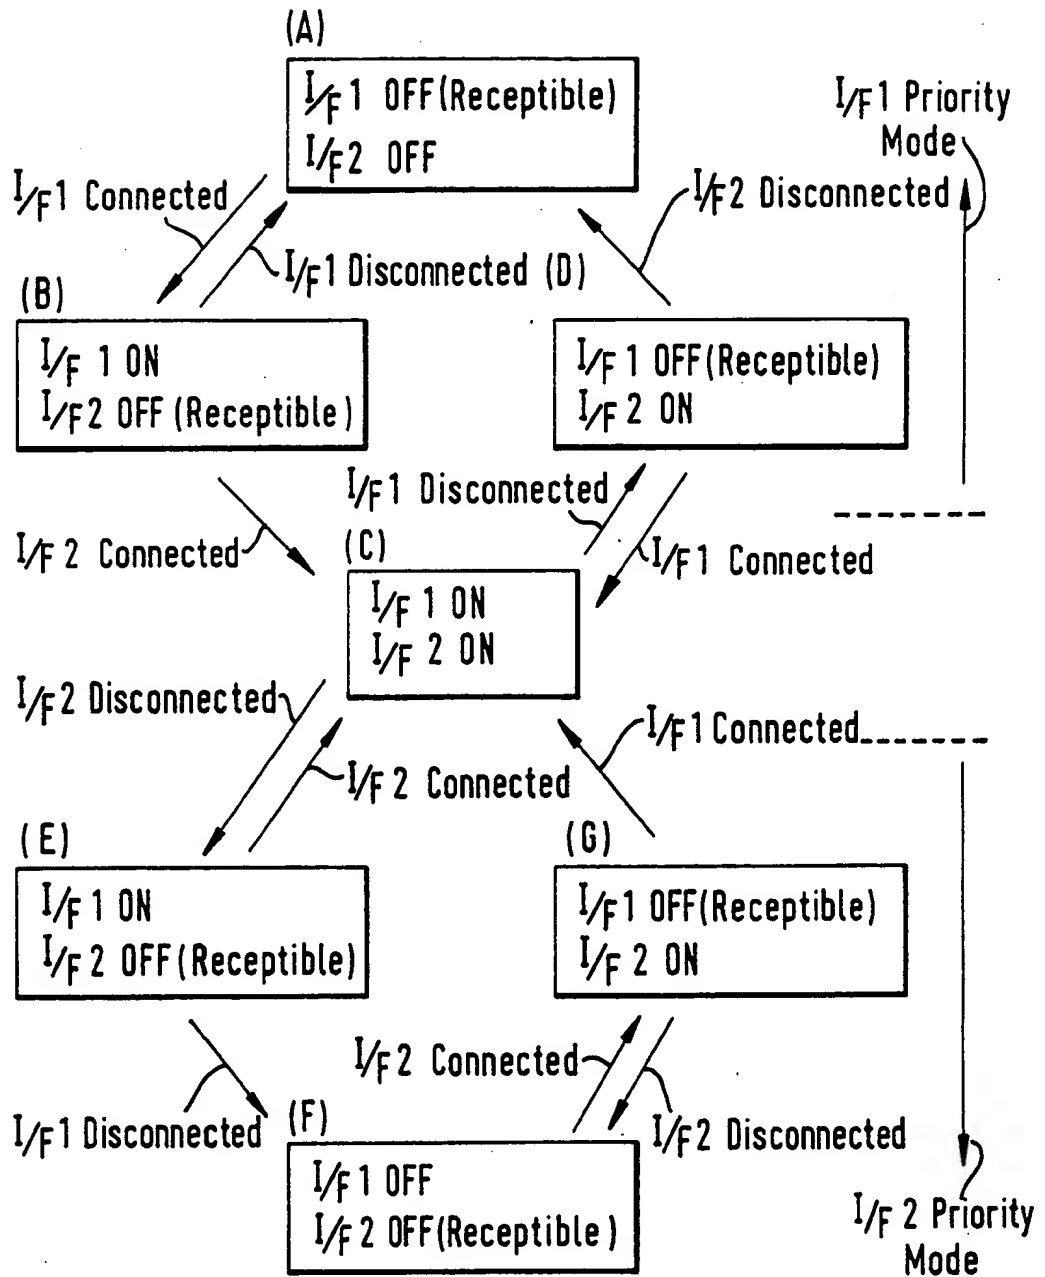 (A)
I/F 1 OFF(Receptible)
I/F2 OFF
I/F1 Priority
Mode
I/F1 Connected
I/F2 Disconnected
I/F1 Disconnected (D)
(B)
I/F 1 ON
I/F2 OFF (Receptible)
I/F 1 OFF(Receptible)
I/F 2 ON
I/F1 Disconnected
I/F 2 Connected
(C)
I/F1 Connected
I/F 1 ON
I/F 2 ON
I/F2 Disconnected
I/F1 Connected
I/F 2 Connected
(E)
(G)
I/F 1 ON
I/F 2 OFF(Receptible)
I/F1 OFF(Receptible)
I/F 2 ON
I/F2 Connected
I/F1 Disconnected
(F)
I/F2 Disconnected
I/F 1 OFF
I/F 2 OFF(Receptible)
I/F 2 Priority
Mode